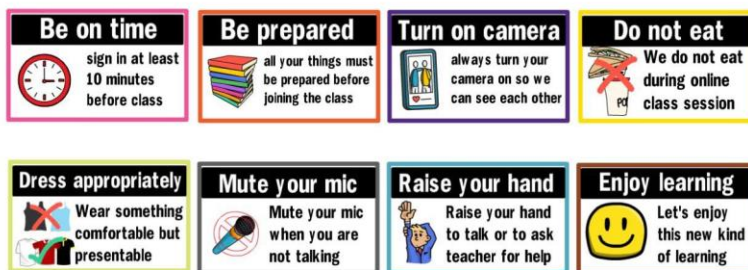 Be on time
sign in at least
10 minutes
before class
Be prepared
all your things must
be prepared before
joining the class
Turn on camera
always turn your
camera on so we
can see each other
Do not eat
We do not eat
during online
class session
Dress appropriately
Wear something
comfortable but
presentable
Mute your mic
Mute your mic
when you are
not talking
Raise your hand
Raise your hand
to talk or to ask
teacher for help
Enjoy learning
Let's enjoy
this new kind
of learning